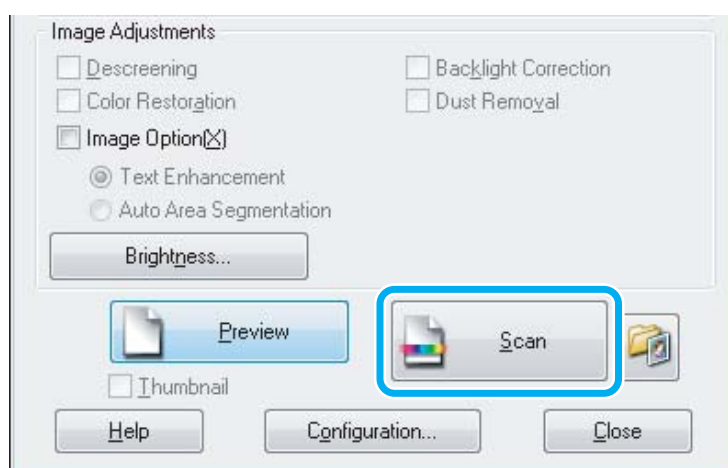 Image Adjustments
Descreening
Backlight Correction
Color Restoration
Dust Removal
Image Option(X)
Text Enhancement
Auto Area Segmentation
Brightness...
Preview
Scan
Thumbnail
Help
Configuration...
Close